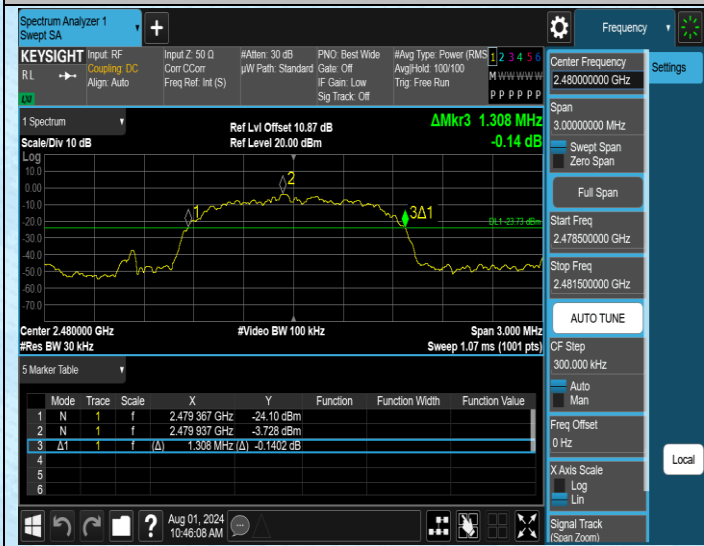 Spectrum Analyzer 1
Swept SA
+
Frequency
KEYSIGHT
RL
LXI
Input: RF
Coupling: DC
Align: Auto
Input Z: 50 Ω
Corr CCorr
Freq Ref: Int (S)
#Atten: 30 dB
µW Path: Standard
PNO: Best Wide
Gate: Off
IF Gain: Low
Sig Track: Off
#Avg Type: Power (RMS
Avg|Hold: 100/100
Trig: Free Run
1 2 3 4 5 6
M W W W W W
P P P P P P
1 Spectrum
Scale/Div 10 dB
Ref Lvl Offset 10.87 dB
Ref Level 20.00 dBm
ΔMkr3 1.308 MHz
-0.14 dB
Log
10.0
0.00
-10.0
-20.0
-30.0
-40.0
-50.0
-60.0
-70.0
1
2
3Δ1
DL1 -23.73 dBm
Center 2.480000 GHz
#Res BW 30 kHz
#Video BW 100 kHz
Span 3.000 MHz
Sweep 1.07 ms (1001 pts)
5 Marker Table
Mode Trace Scale X Y Function Function Width Function Value
1 N 1 f 2.479 367 GHz -24.10 dBm
2 N 1 f 2.479 937 GHz -3.728 dBm
3 Δ1 1 f (Δ) 1.308 MHz (Δ) -0.1402 dB
4
5
6
Aug 01, 2024
10:46:08 AM
?
Center Frequency
2.480000000 GHz
Span
3.00000000 MHz
Swept Span
Zero Span
Full Span
Start Freq
2.478500000 GHz
Stop Freq
2.481500000 GHz
AUTO TUNE
CF Step
300.000 kHz
Auto
Man
Freq Offset
0 Hz
X Axis Scale
Log
Lin
Signal Track
(Span Zoom)
Settings
Local